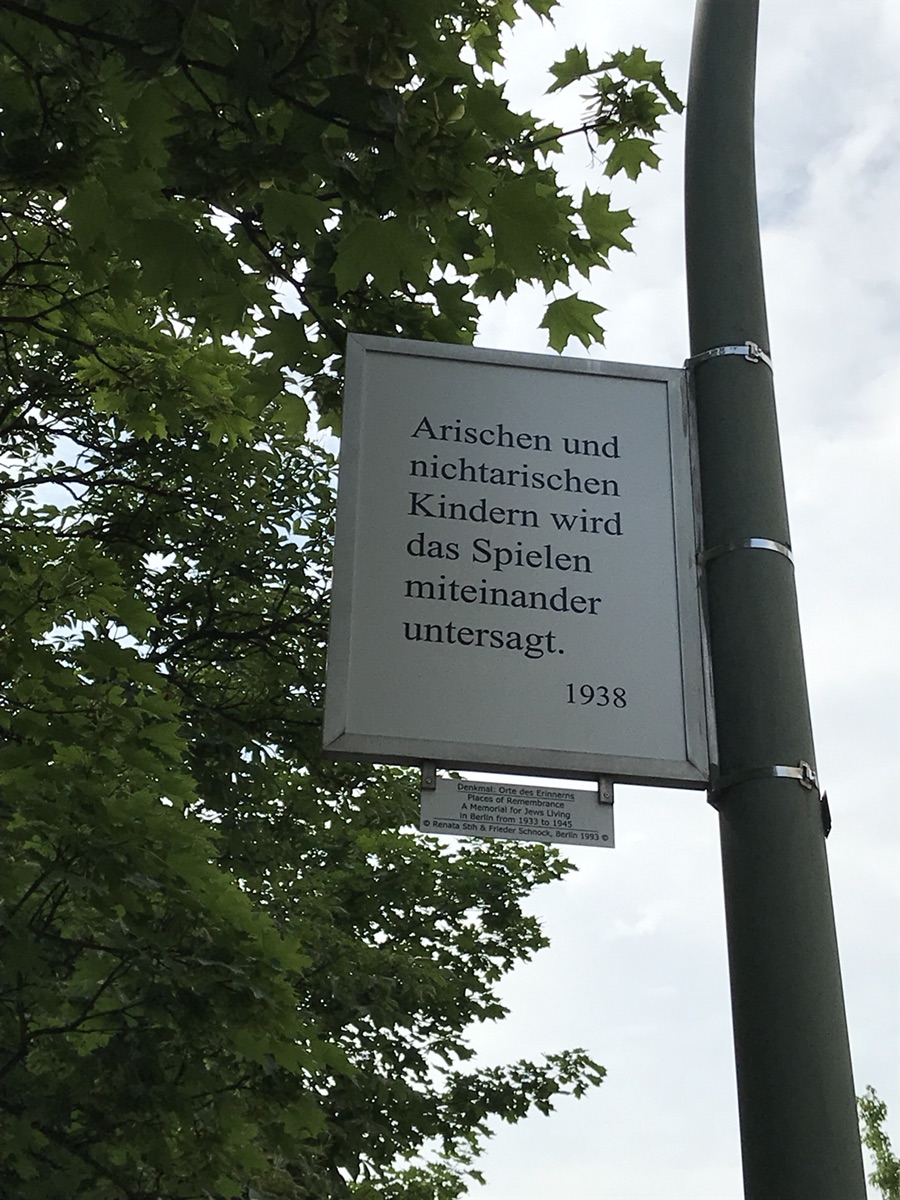 Arischen und
nichtarischen
Kindern wird
das Spielen
miteinander
untersagt.
1938
Denkmal: Orte des Erinnerns
Places of Remembrance
A Memorial for Jews Living
in Berlin from 1933 to 1945
© Renata Stih & Frieder Schnock, Berlin 1993 ©